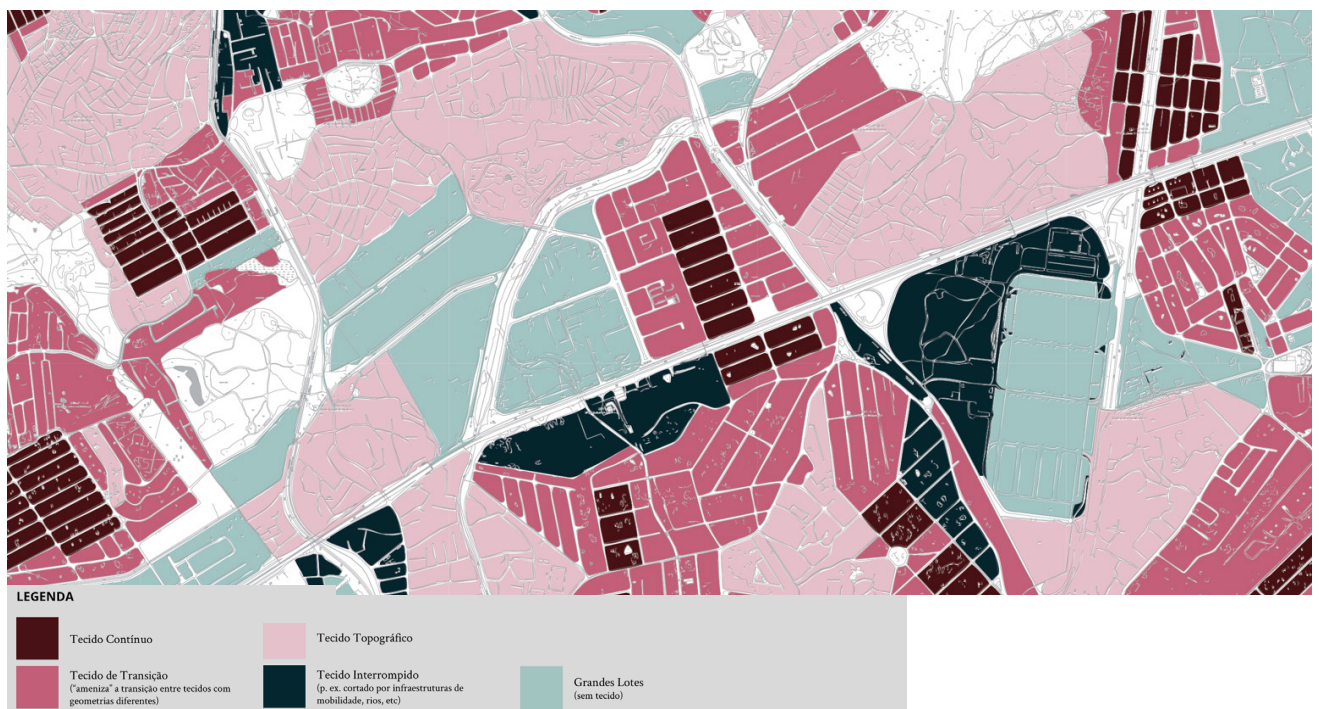 LEGENDA
Tecido Contínuo
Tecido Topográfico
Tecido de Transição
("ameniza" a transição entre tecidos com
geometrias diferentes)
Tecido Interrompido
(p. ex. cortado por infraestruturas de
mobilidade, rios, etc)
Grandes Lotes
(sem tecido)